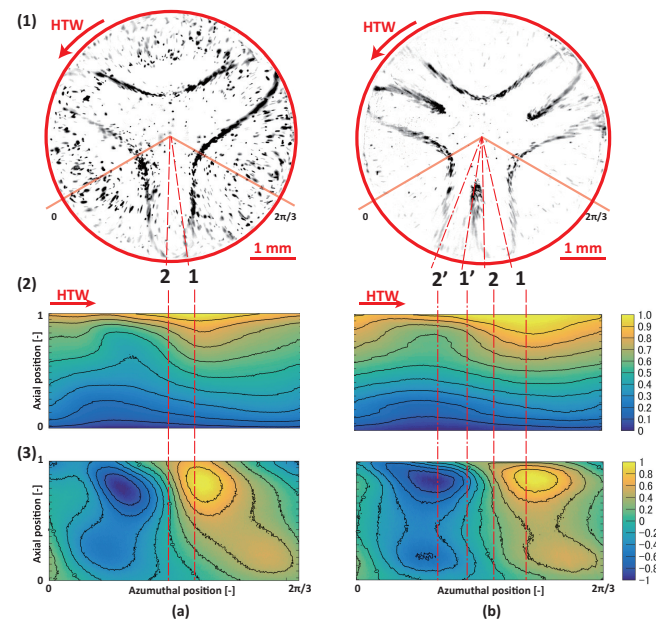 (1)
HTW
HTW
0
2π/3
0
2π/3
1 mm
1 mm
2 1
2’ 1’ 2 1
(2)
HTW
HTW
Axial position [-]
1
0
1
0
1.0
0.9
0.8
0.7
0.6
0.5
0.4
0.3
0.2
0.1
0
(3)
Axial position [-]
1
0
1
0.8
0.6
0.4
0.2
0
-0.2
-0.4
-0.6
-0.8
-1
0 Azumuthal position [-] 2π/3
0 Azumuthal position [-] 2π/3
(a)
(b)